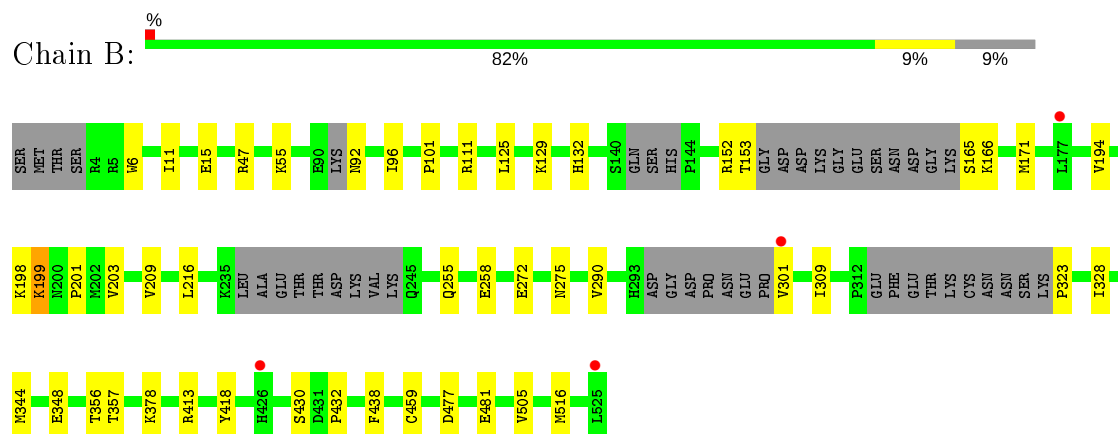 %
Chain B:
82% 9% 9%
SER MET THR SER R4 R5 W6 I11 E15 R47 K55 E90 LYS N92 I96 P101 R111 L125 K129 H132 S140 GLN SER HIS P144 R152 T153 GLY ASP ASP LYS GLY GLU SER ASN ASP GLY LYS S165 K166 M171 L177 V194
K198 K199 N200 P201 M202 V203 V209 L216 K235 LEU ALA GLU THR THR ASP LYS VAL LYS Q245 Q255 E258 E272 N275 V290 H293 ASP GLY ASP PRO ASN GLU PRO V301 I309 P312 GLU PHE GLU THR LYS CYS ASN ASN SER LYS P323 I328
M344 E348 T356 T357 K378 R413 Y418 H426 S430 D431 P432 F438 C459 D477 E481 V505 M516 L525